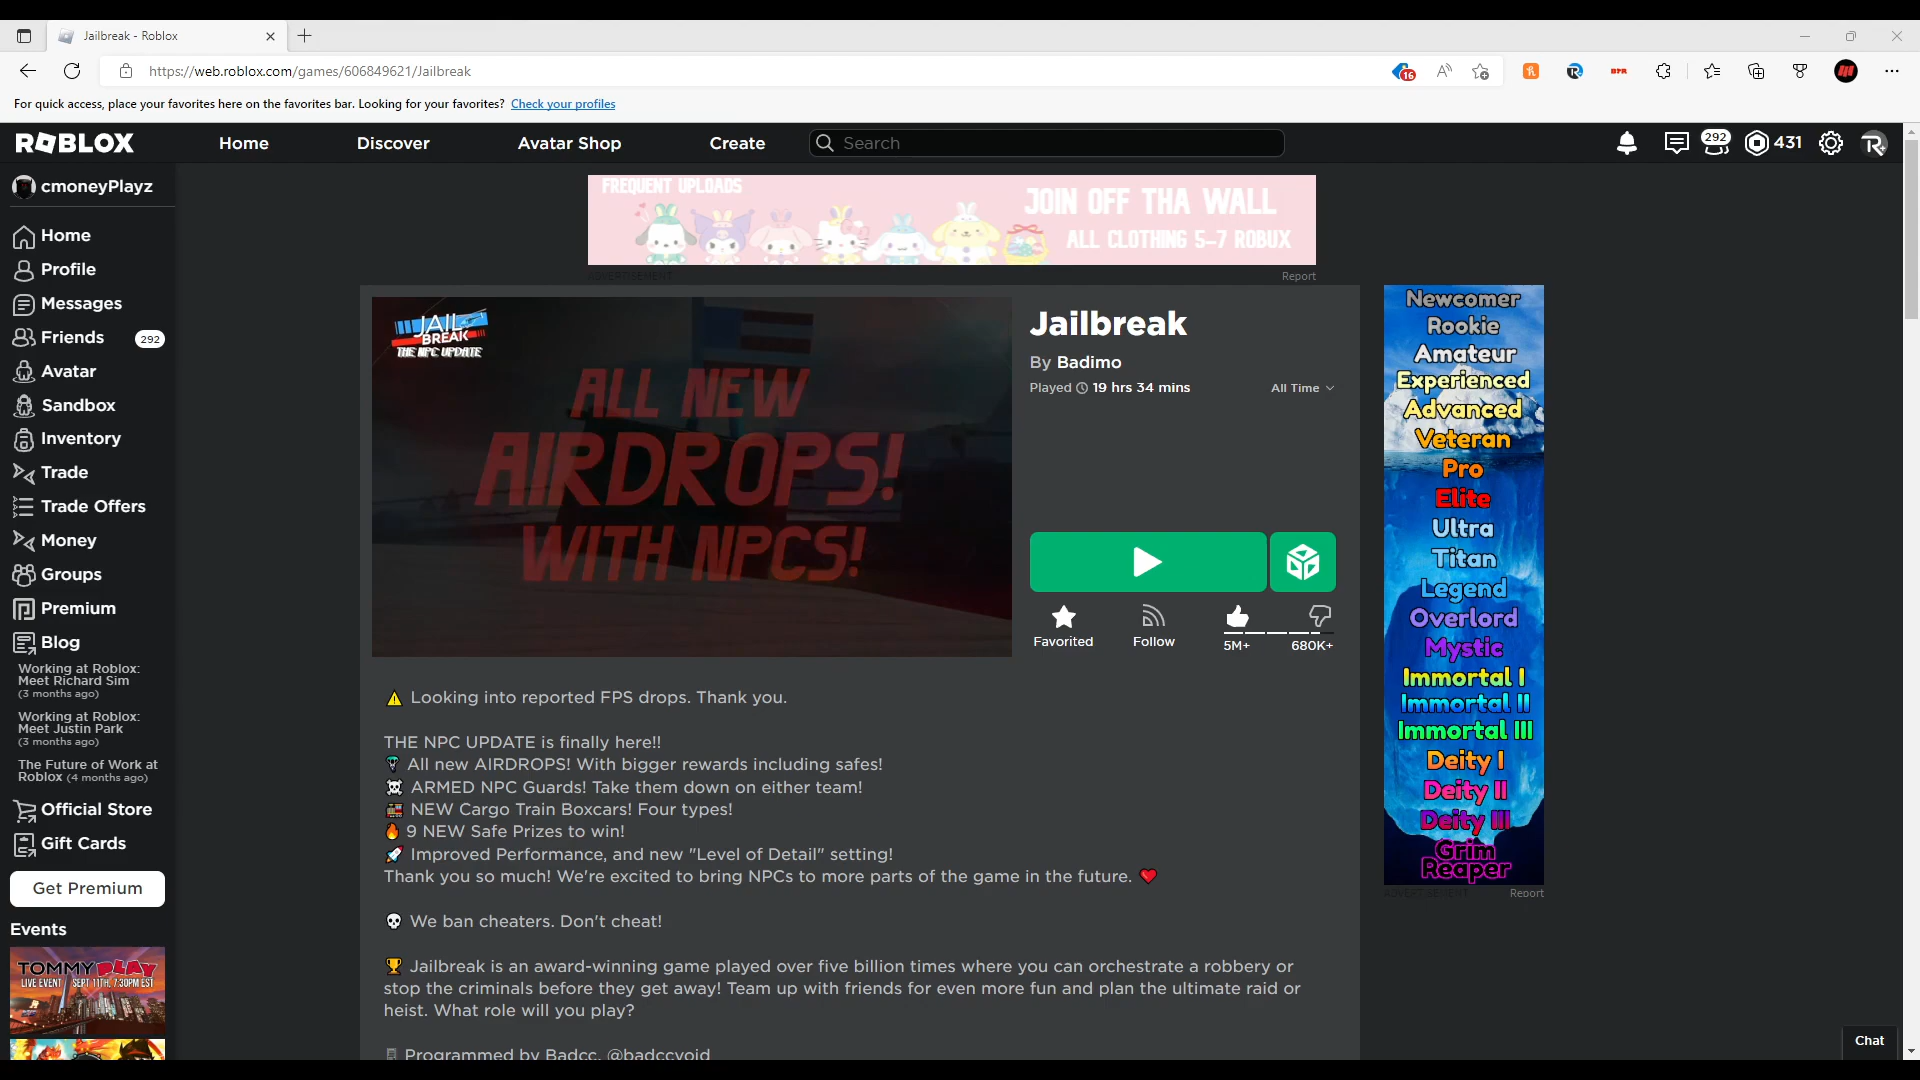 Jailbreak - Roblox
https://web.roblox.com/games/606849621/Jailbreak
16
For quick access, place your favorites here on the favorites bar. Looking for your favorites? Check your profiles
ROBLOX
Home
Discover
Avatar Shop
Create
Search
292
431
cmoneyPlayz
Home
Profile
Messages
Friends 292
Avatar
Sandbox
Inventory
Trade
Trade Offers
Money
Groups
Premium
Blog
Working at Roblox:
Meet Richard Sim
(3 months ago)
Working at Roblox:
Meet Justin Park
(3 months ago)
The Future of Work at
Roblox (4 months ago)
Official Store
Gift Cards
Get Premium
Events
TOMMY PLAY
LIVE EVENT SEPT 11TH, 7:30PM EST
FREQUENT UPLOADS
JOIN OFF THA WALL
ALL CLOTHING 5-7 ROBUX
ADVERTISEMENT
Report
JAIL
BREAK
THE NPC UPDATE
ALL NEW
AIRDROPS!
WITH NPCS!
Jailbreak
By Badimo
Played 19 hrs 34 mins
All Time
Favorited
Follow
5M+
680K+
⚠️ Looking into reported FPS drops. Thank you.
THE NPC UPDATE is finally here!!
All new AIRDROPS! With bigger rewards including safes!
☠️ ARMED NPC Guards! Take them down on either team!
🚂 NEW Cargo Train Boxcars! Four types!
🔥 9 NEW Safe Prizes to win!
🚀 Improved Performance, and new "Level of Detail" setting!
Thank you so much! We're excited to bring NPCs to more parts of the game in the future. ❤️
💀 We ban cheaters. Don't cheat!
🏆 Jailbreak is an award-winning game played over five billion times where you can orchestrate a robbery or
stop the criminals before they get away! Team up with friends for even more fun and plan the ultimate raid or
heist. What role will you play?
Programmed by Badcc, @badccvoid
Newcomer
Rookie
Amateur
Experienced
Advanced
Veteran
Pro
Elite
Ultra
Titan
Legend
Overlord
Mystic
Immortal I
Immortal II
Immortal III
Deity I
Deity II
Deity III
Grim
Reaper
ADVERTISEMENT
Report
Chat